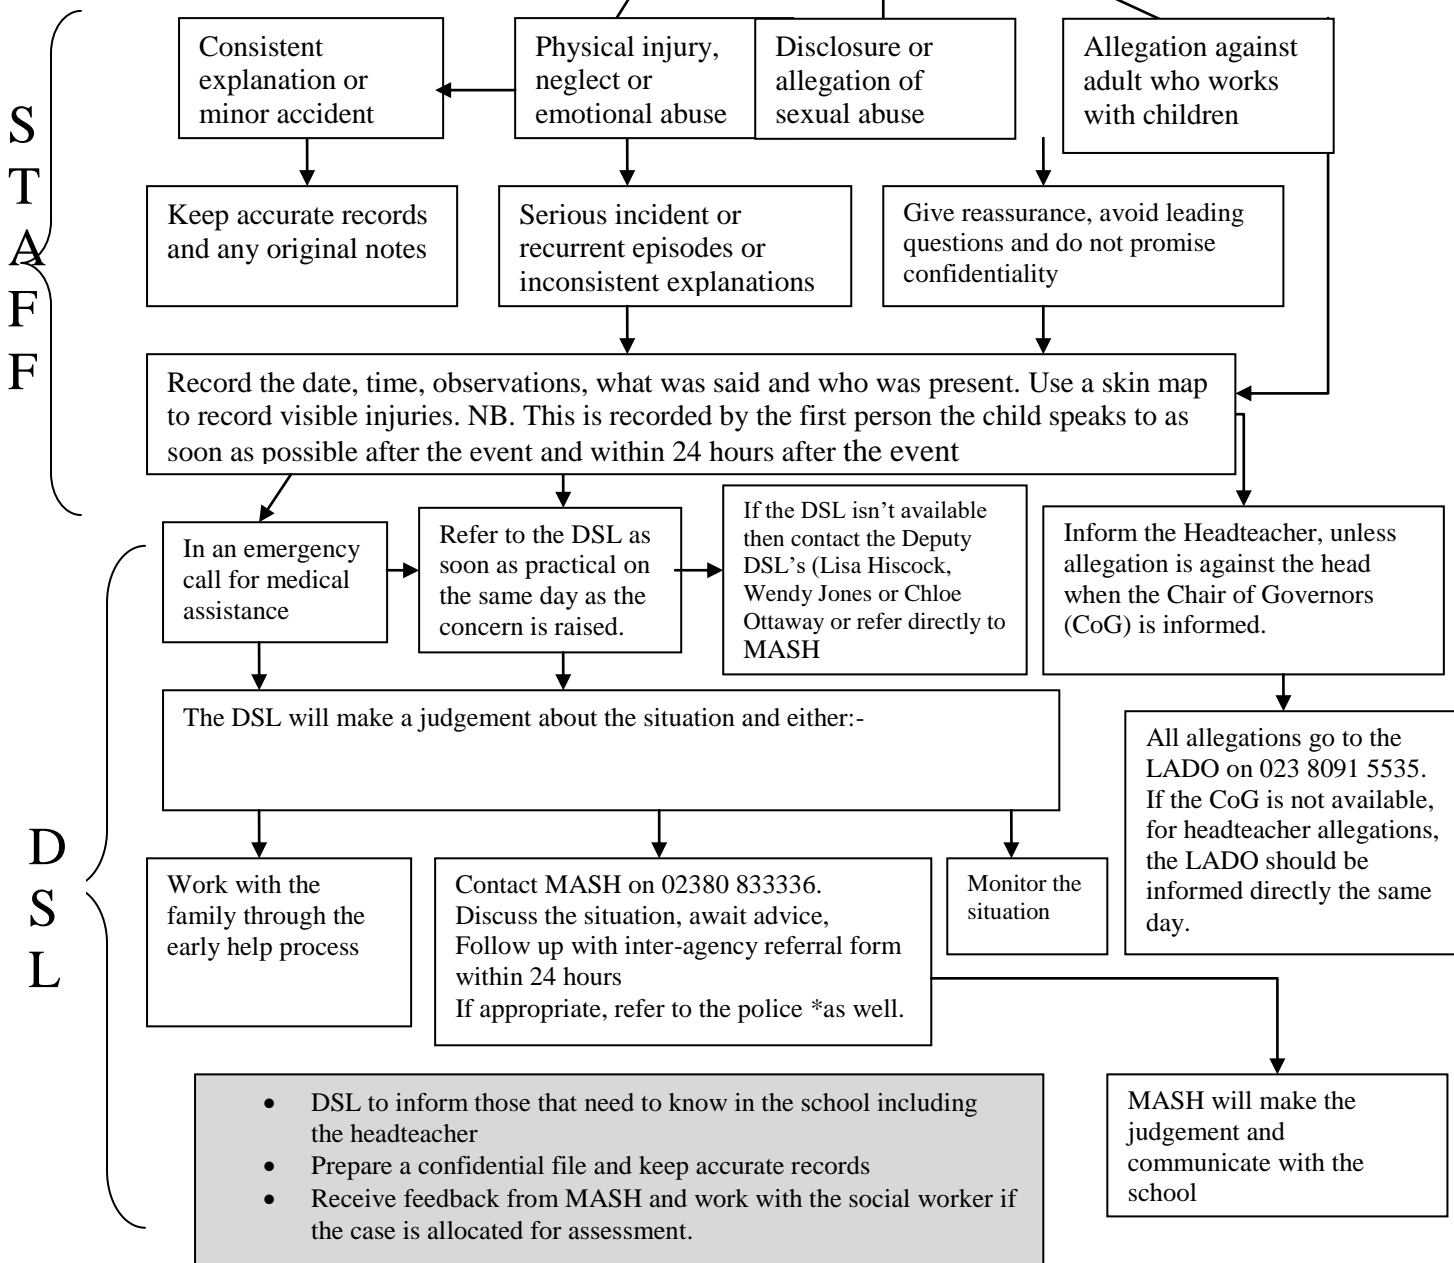 Consistent
explanation or
minor accident
Physical injury,
neglect or
emotional abuse
Disclosure or
allegation of
sexual abuse
Allegation against
adult who works
with children
S
T
A
F
F
Keep accurate records
and any original notes
Serious incident or
recurrent episodes or
inconsistent explanations
Give reassurance, avoid leading
questions and do not promise
confidentiality
Record the date, time, observations, what was said and who was present. Use a skin map
to record visible injuries. NB. This is recorded by the first person the child speaks to as
soon as possible after the event and within 24 hours after the event
In an emergency
call for medical
assistance
Refer to the DSL as
soon as practical on
the same day as the
concern is raised.
If the DSL isn’t available
then contact the Deputy
DSL’s (Lisa Hiscock,
Wendy Jones or Chloe
Ottaway or refer directly to
MASH
Inform the Headteacher, unless
allegation is against the head
when the Chair of Governors
(CoG) is informed.
The DSL will make a judgement about the situation and either:-
All allegations go to the
LADO on 023 8091 5535.
If the CoG is not available,
for headteacher allegations,
the LADO should be
informed directly the same
day.
D
S
L
Work with the
family through the
early help process
Contact MASH on 02380 833336.
Discuss the situation, await advice,
Follow up with inter-agency referral form
within 24 hours
If appropriate, refer to the police *as well.
Monitor the
situation
• DSL to inform those that need to know in the school including
the headteacher
• Prepare a confidential file and keep accurate records
• Receive feedback from MASH and work with the social worker if
the case is allocated for assessment.
MASH will make the
judgement and
communicate with the
school